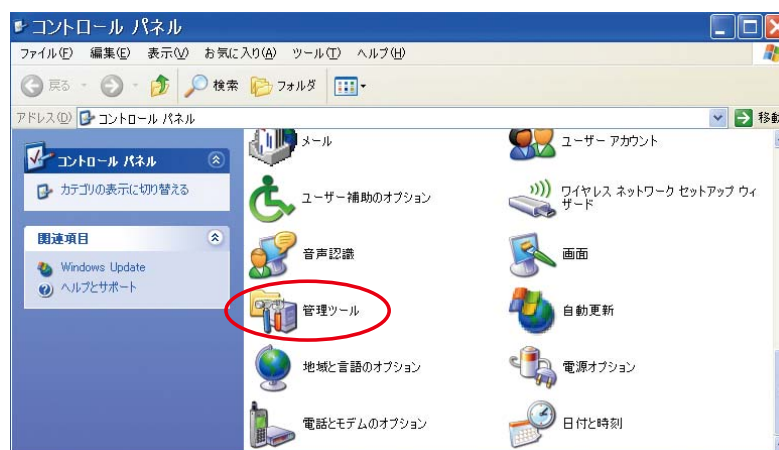 コントロール パネル
ファイル(F) 編集(E) 表示(V) お気に入り(A) ツール(T) ヘルプ(H)
戻る 検索 フォルダ
アドレス(D) コントロール パネル 移動
コントロール パネル
カテゴリの表示に切り替える
関連項目
Windows Update
ヘルプとサポート
メール
ユーザー アカウント
ユーザー補助のオプション
ワイヤレス ネットワーク セットアップ ウィ
ザード
音声認識
画面
管理ツール
自動更新
地域と言語のオプション
電源オプション
電話とモデムのオプション
日付と時刻